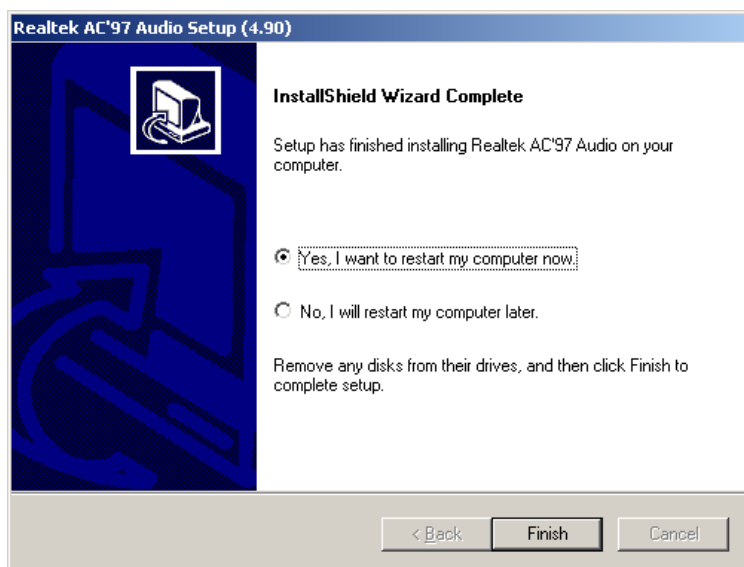 Realtek AC'97 Audio Setup (4.90)
InstallShield Wizard Complete
Setup has finished installing Realtek AC'97 Audio on your
computer.
Yes, I want to restart my computer now.
No, I will restart my computer later.
Remove any disks from their drives, and then click Finish to
complete setup.
< Back Finish Cancel